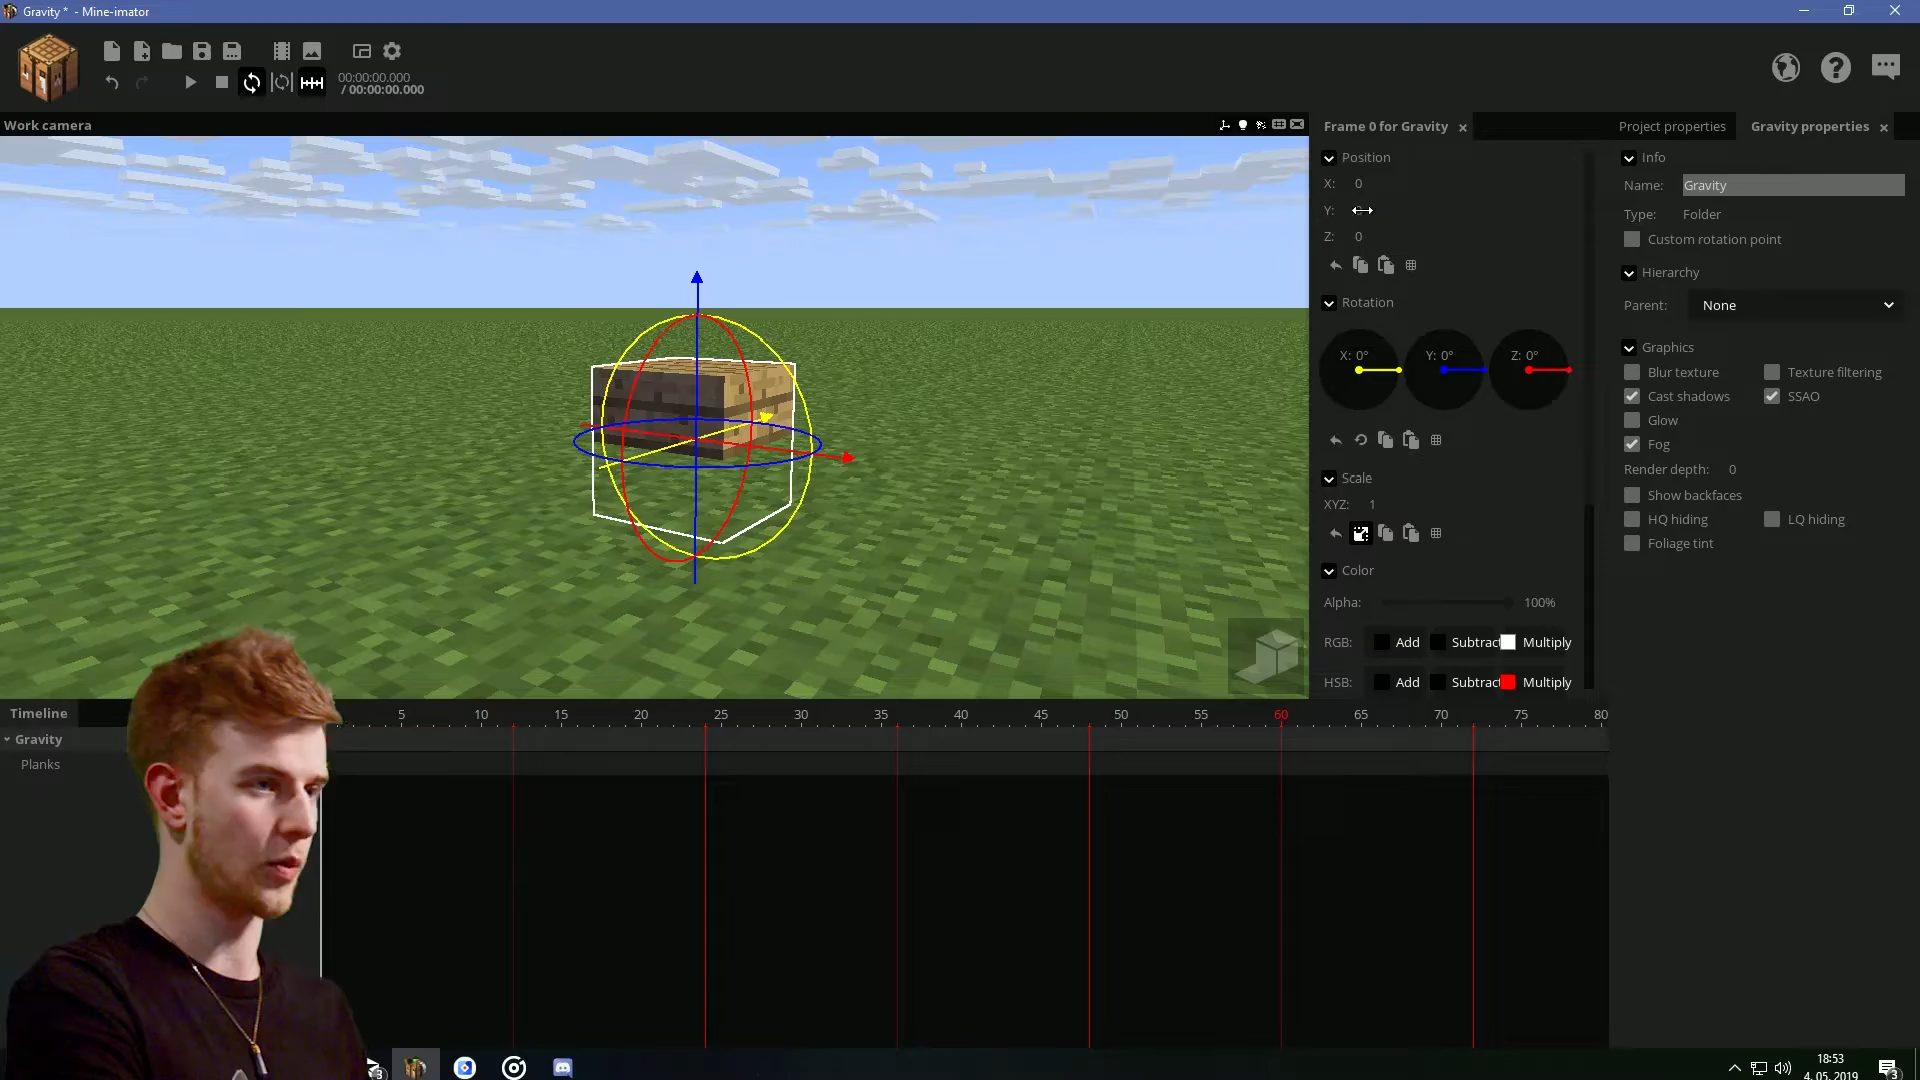 Gravity * - Mine-imator
00:00:00.000
/ 00:00:00.000
Work camera
Frame 0 for Gravity
Project properties
Gravity properties
Position
X: 0
Y:
Z: 0
Rotation
X: 0°
Y: 0°
Z: 0°
Scale
XYZ: 1
Color
Alpha: 100%
RGB: Add Subtract Multiply
HSB: Add Subtract Multiply
Info
Name: Gravity
Type: Folder
Custom rotation point
Hierarchy
Parent: None
Graphics
Blur texture Texture filtering
Cast shadows SSAO
Glow
Fog
Render depth: 0
Show backfaces
HQ hiding LQ hiding
Foliage tint
Timeline
5 10 15 20 25 30 35 40 45 50 55 60 65 70 75 80
Gravity
Planks
3
18:53
4. 05. 2019
3